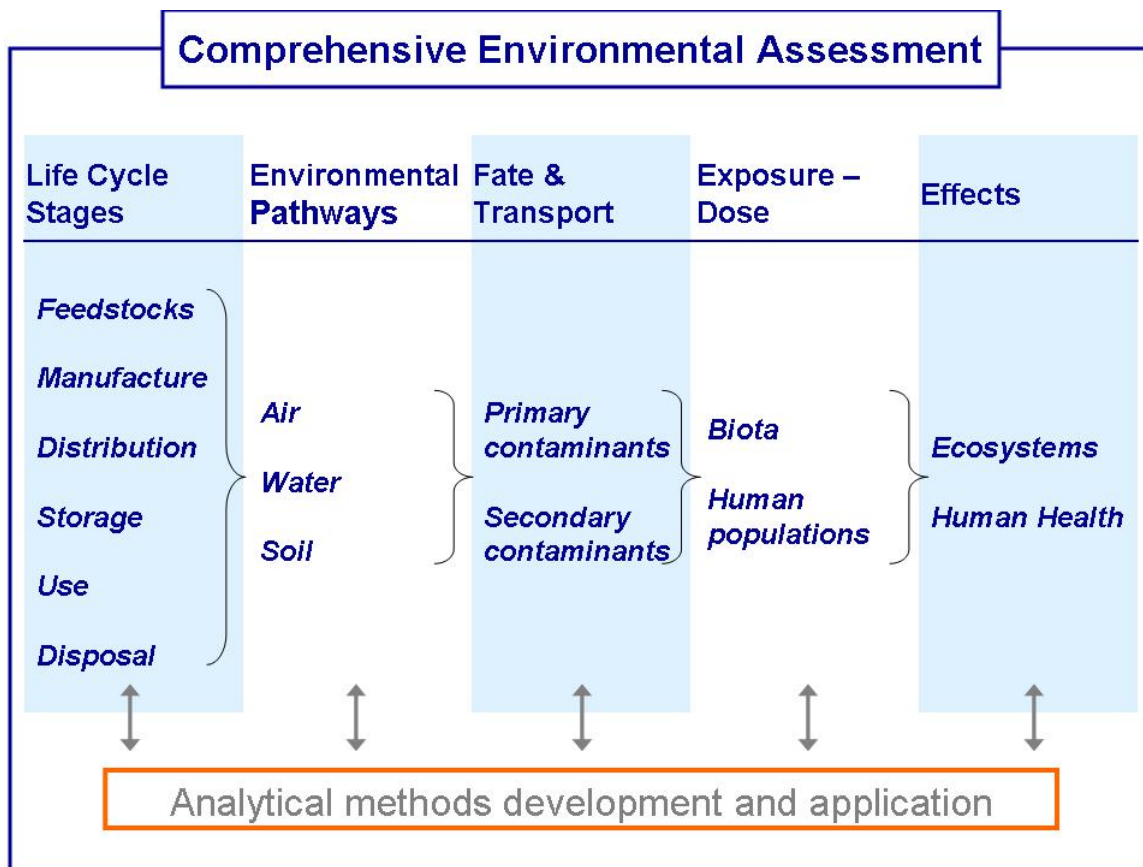 Comprehensive Environmental Assessment
Life Cycle
Stages
Environmental
Pathways
Fate &
Transport
Exposure –
Dose
Effects
Feedstocks
Manufacture
Distribution
Storage
Use
Disposal
Air
Water
Soil
Primary
contaminants
Secondary
contaminants
Biota
Human
populations
Ecosystems
Human Health
Analytical methods development and application